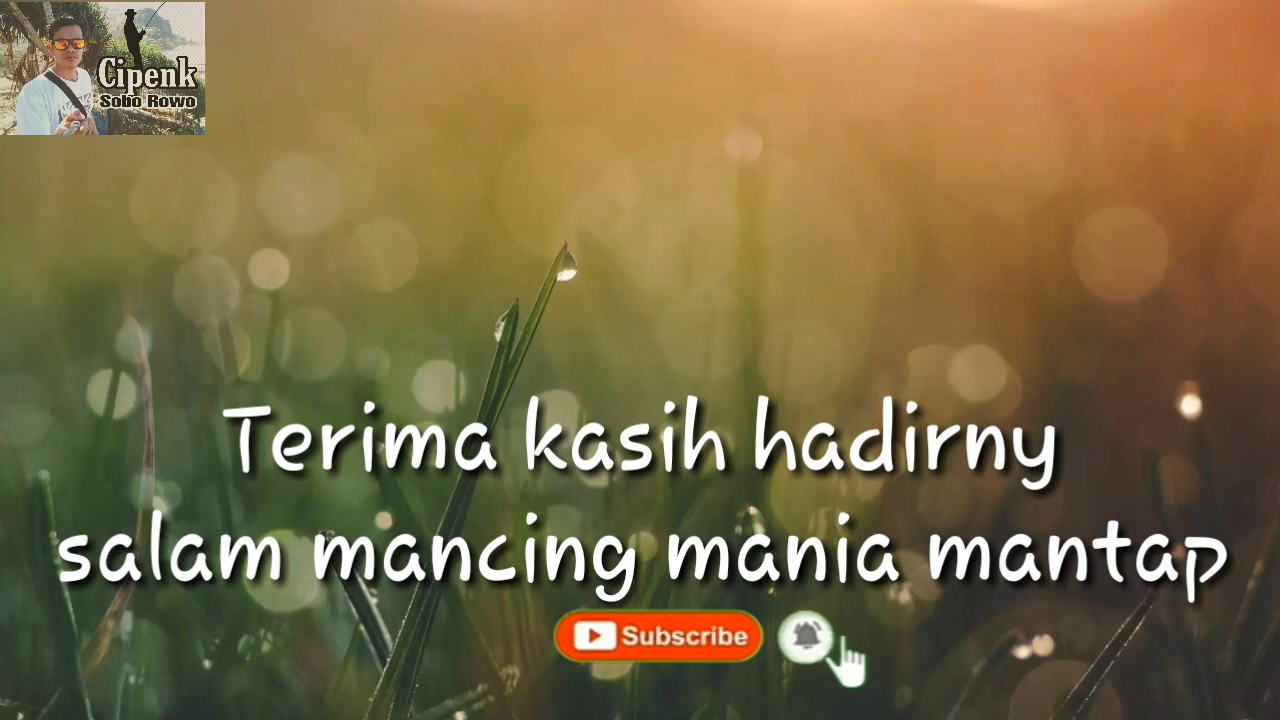 Cipenk
Sobo Rowo
Terima kasih hadirny
salam mancing mania mantap
Subscribe